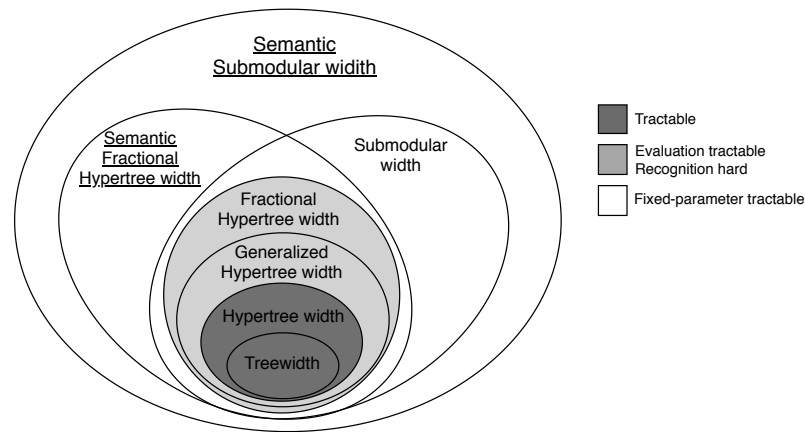 Semantic
Submodular widith
Semantic
Fractional
Hypertree width
Submodular
width
Fractional
Hypertree width
Generalized
Hypertree width
Hypertree width
Treewidth
Tractable
Evaluation tractable
Recognition hard
Fixed-parameter tractable